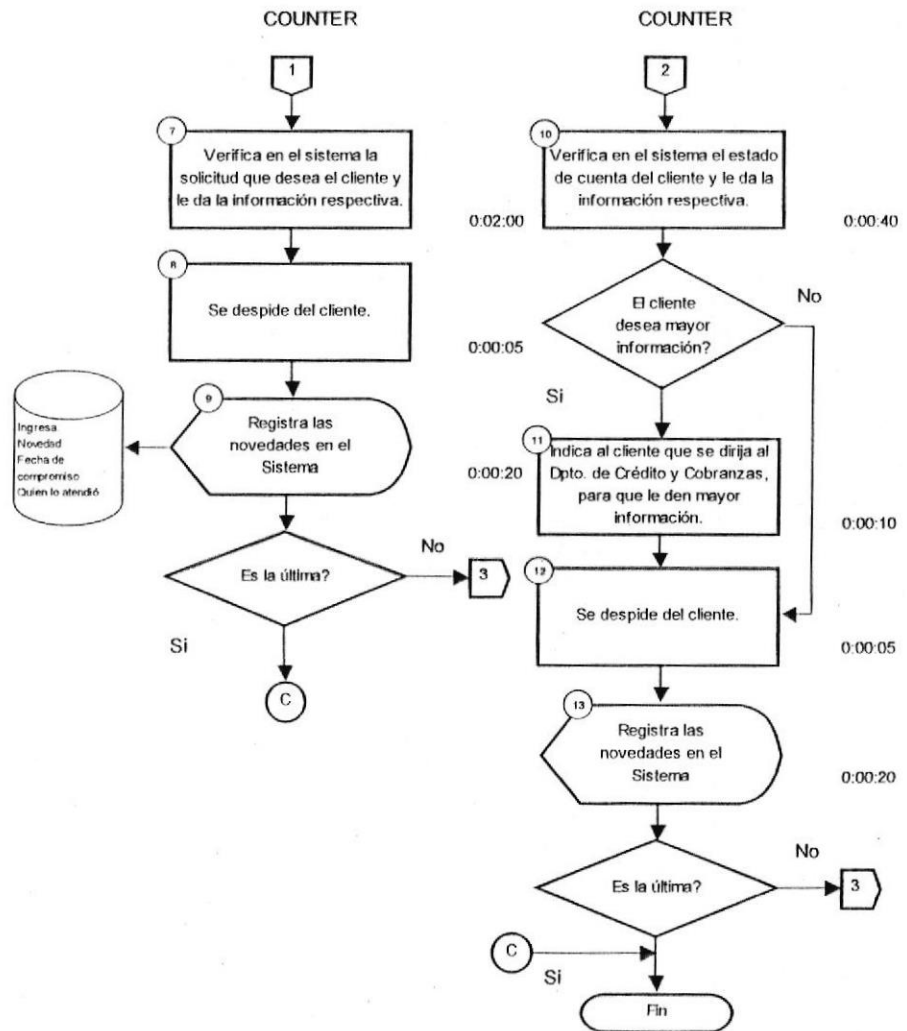 COUNTER
1
7
Verifica en el sistema la
solicitud que desea el cliente y
le da la información respectiva.
0:02:00
8
Se despide del cliente.
0:00:05
9
Registra las
novedades en el
Sistema
0:00:20
Ingresa
Novedad
Fecha de
compromiso
Quien lo atendió
Es la última?
No
3
Si
C
COUNTER
2
10
Verifica en el sistema el estado
de cuenta del cliente y le da la
información respectiva.
0:00:40
El cliente
desea mayor
información?
No
Si
11
Indica al cliente que se dirija al
Dpto. de Crédito y Cobranzas,
para que le den mayor
información.
0:00:10
12
Se despide del cliente.
0:00:05
13
Registra las
novedades en el
Sistema
0:00:20
Es la última?
No
3
C
Si
Fin